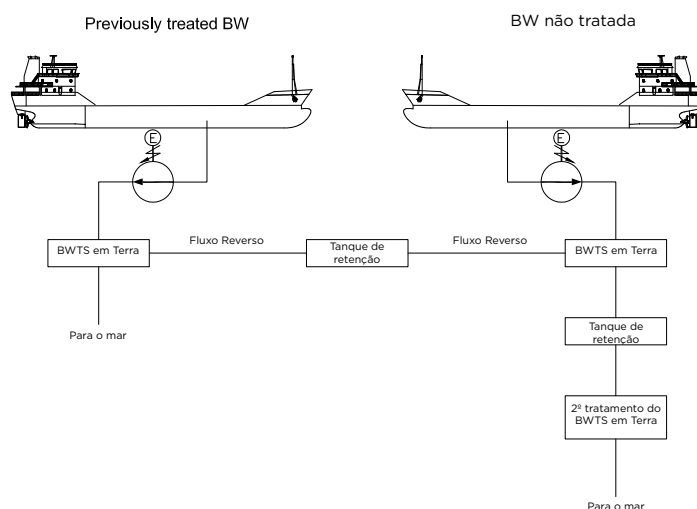 Previously treated BW
BW não tratada
E
E
BWTS em Terra
Fluxo Reverso
Tanque de
retenção
Fluxo Reverso
BWTS em Terra
Para o mar
Tanque de
retenção
2º tratamento do
BWTS em Terra
Para o mar